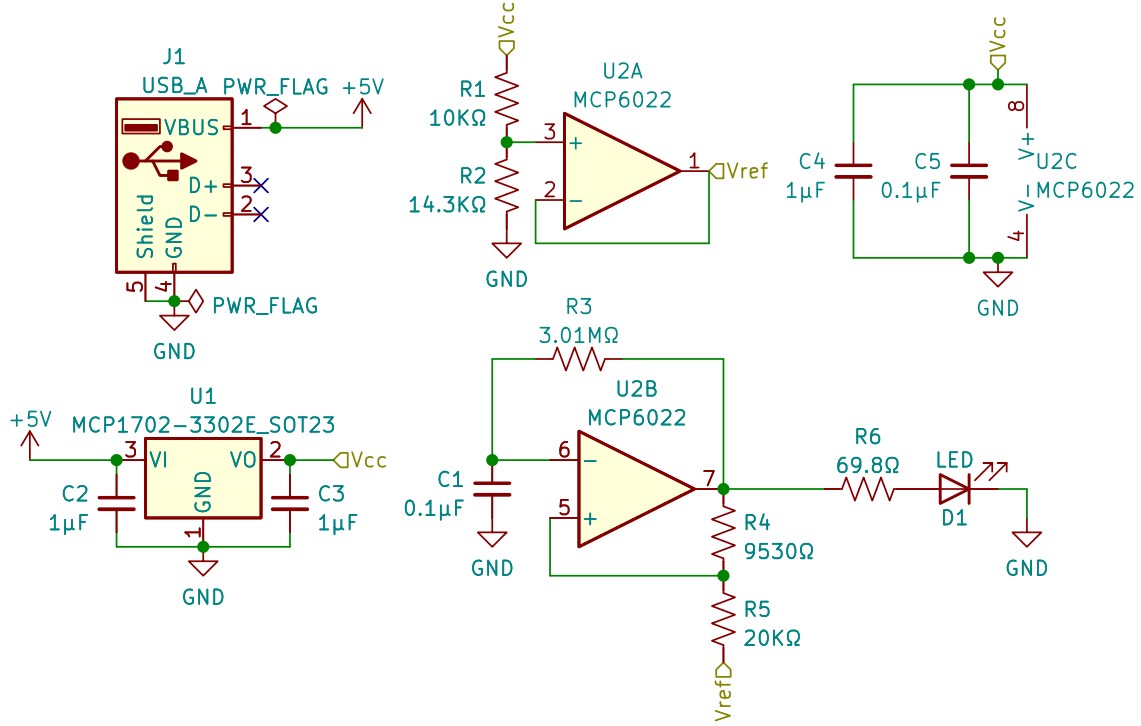 J1
USB_A
PWR_FLAG
+5V
VBUS
1
D+
3
D-
2
Shield
GND
5
4
PWR_FLAG
GND
Vcc
R1
10KΩ
R2
14.3KΩ
GND
U2A
MCP6022
3
+
2
-
1
Vref
Vcc
C4
1μF
C5
0.1μF
8
V+
U2C
MCP6022
V-
4
GND
+5V
U1
MCP1702-3302E_SOT23
3
VI
VO
2
Vcc
GND
1
C2
1μF
C3
1μF
GND
R3
3.01MΩ
U2B
MCP6022
6
-
5
+
7
C1
0.1μF
GND
R4
9530Ω
R5
20KΩ
Vref
R6
69.8Ω
LED
D1
GND